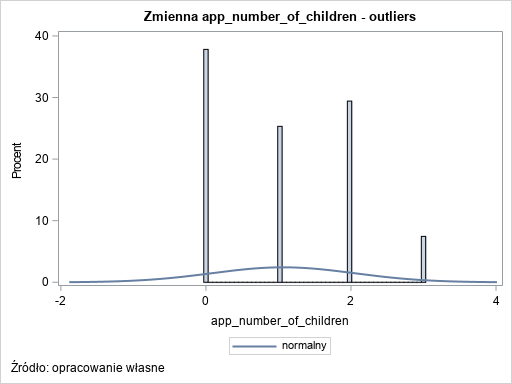 Zmienna app_number_of_children - outliers
40
30
20
10
0
Procent
-2
0
2
4
app_number_of_children
normalny
Źródło: opracowanie własne